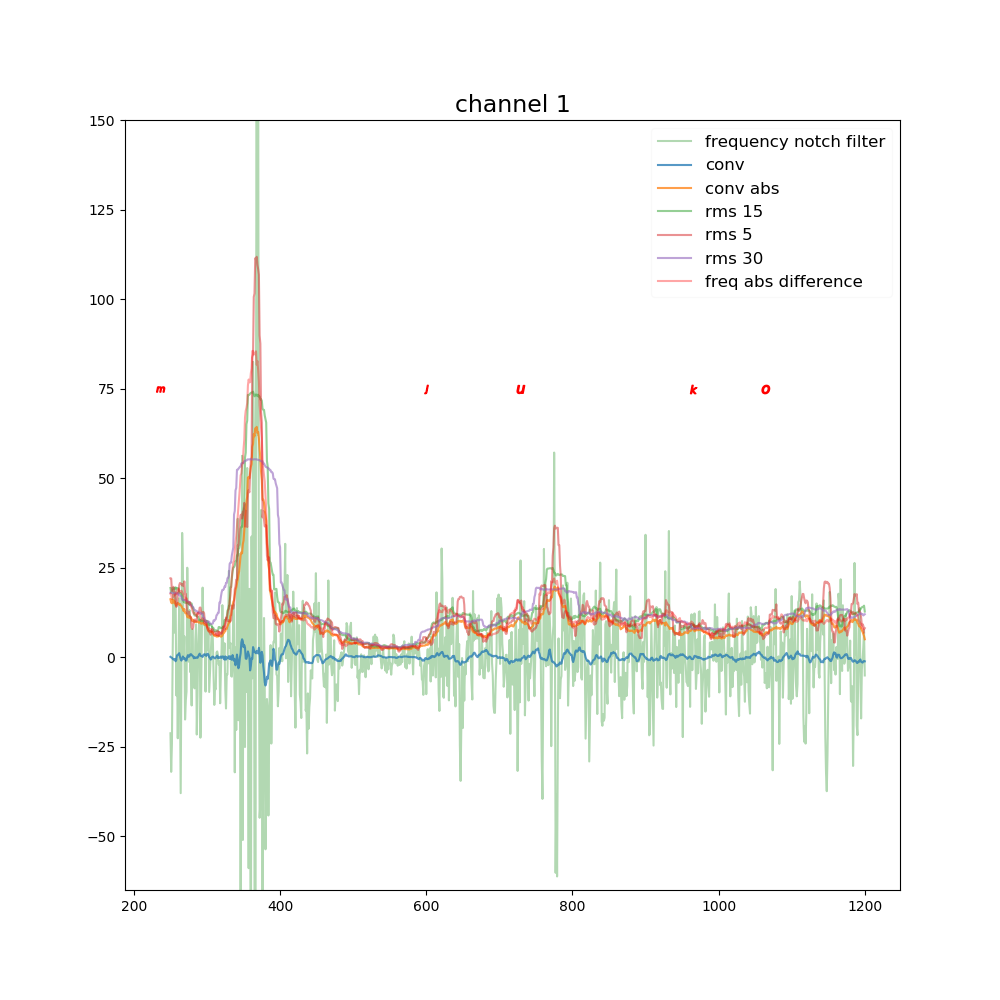 channel 1
150
125
100
75
50
25
0
−25
−50
frequency notch filter
conv
conv abs
rms 15
rms 5
rms 30
freq abs difference
m J u k o
200 400 600 800 1000 1200